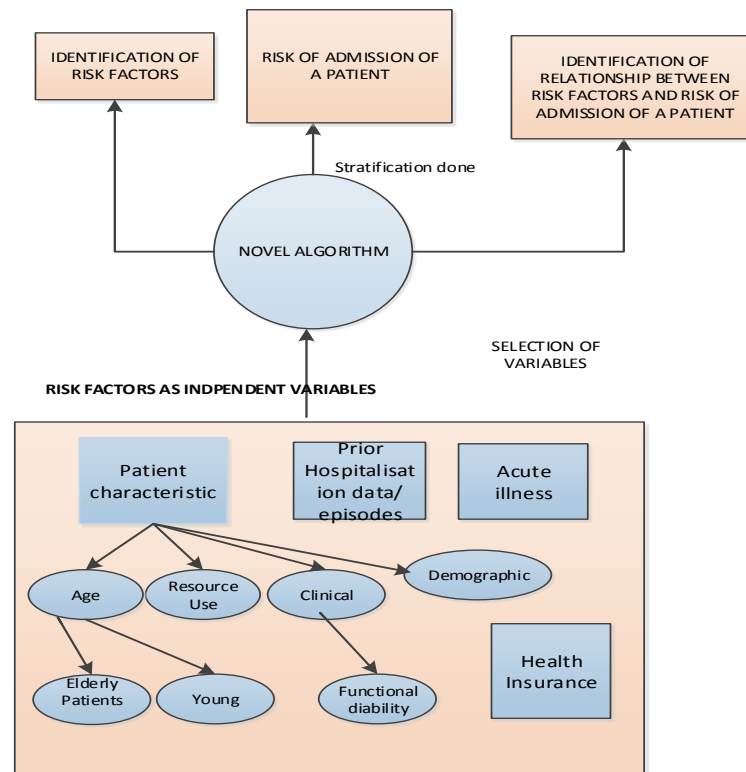 IDENTIFICATION OF
RISK FACTORS
RISK OF ADMISSION OF
A PATIENT
IDENTIFICATION OF
RELATIONSHIP BETWEEN
RISK FACTORS AND RISK OF
ADMISSION OF A PATIENT
Stratification done
NOVEL ALGORITHM
SELECTION OF
VARIABLES
RISK FACTORS AS INDPENDENT VARIABLES
Patient
characteristic
Prior
Hospitalisat
ion data/
episodes
Acute
illness
Age
Resource
Use
Clinical
Demographic
Health
Insurance
Elderly
Patients
Young
Functional
diability